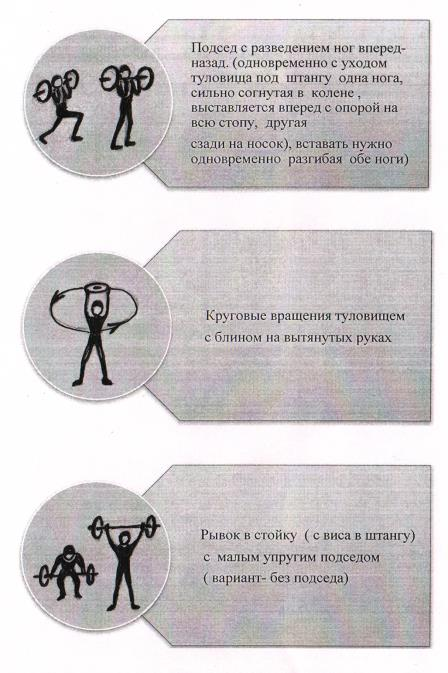 Подсед с разведением ног вперед-
назад. (одновременно с уходом
туловища под штангу одна нога,
сильно согнутая в колене ,
выставляется вперед с опорой на
всю стопу, другая
сзади на носок), вставать нужно
одновременно разгибая обе ноги)
Круговые вращения туловищем
с блином на вытянутых руках
Рывок в стойку ( с виса в штангу)
с малым упругим подседом
( вариант- без подседа)